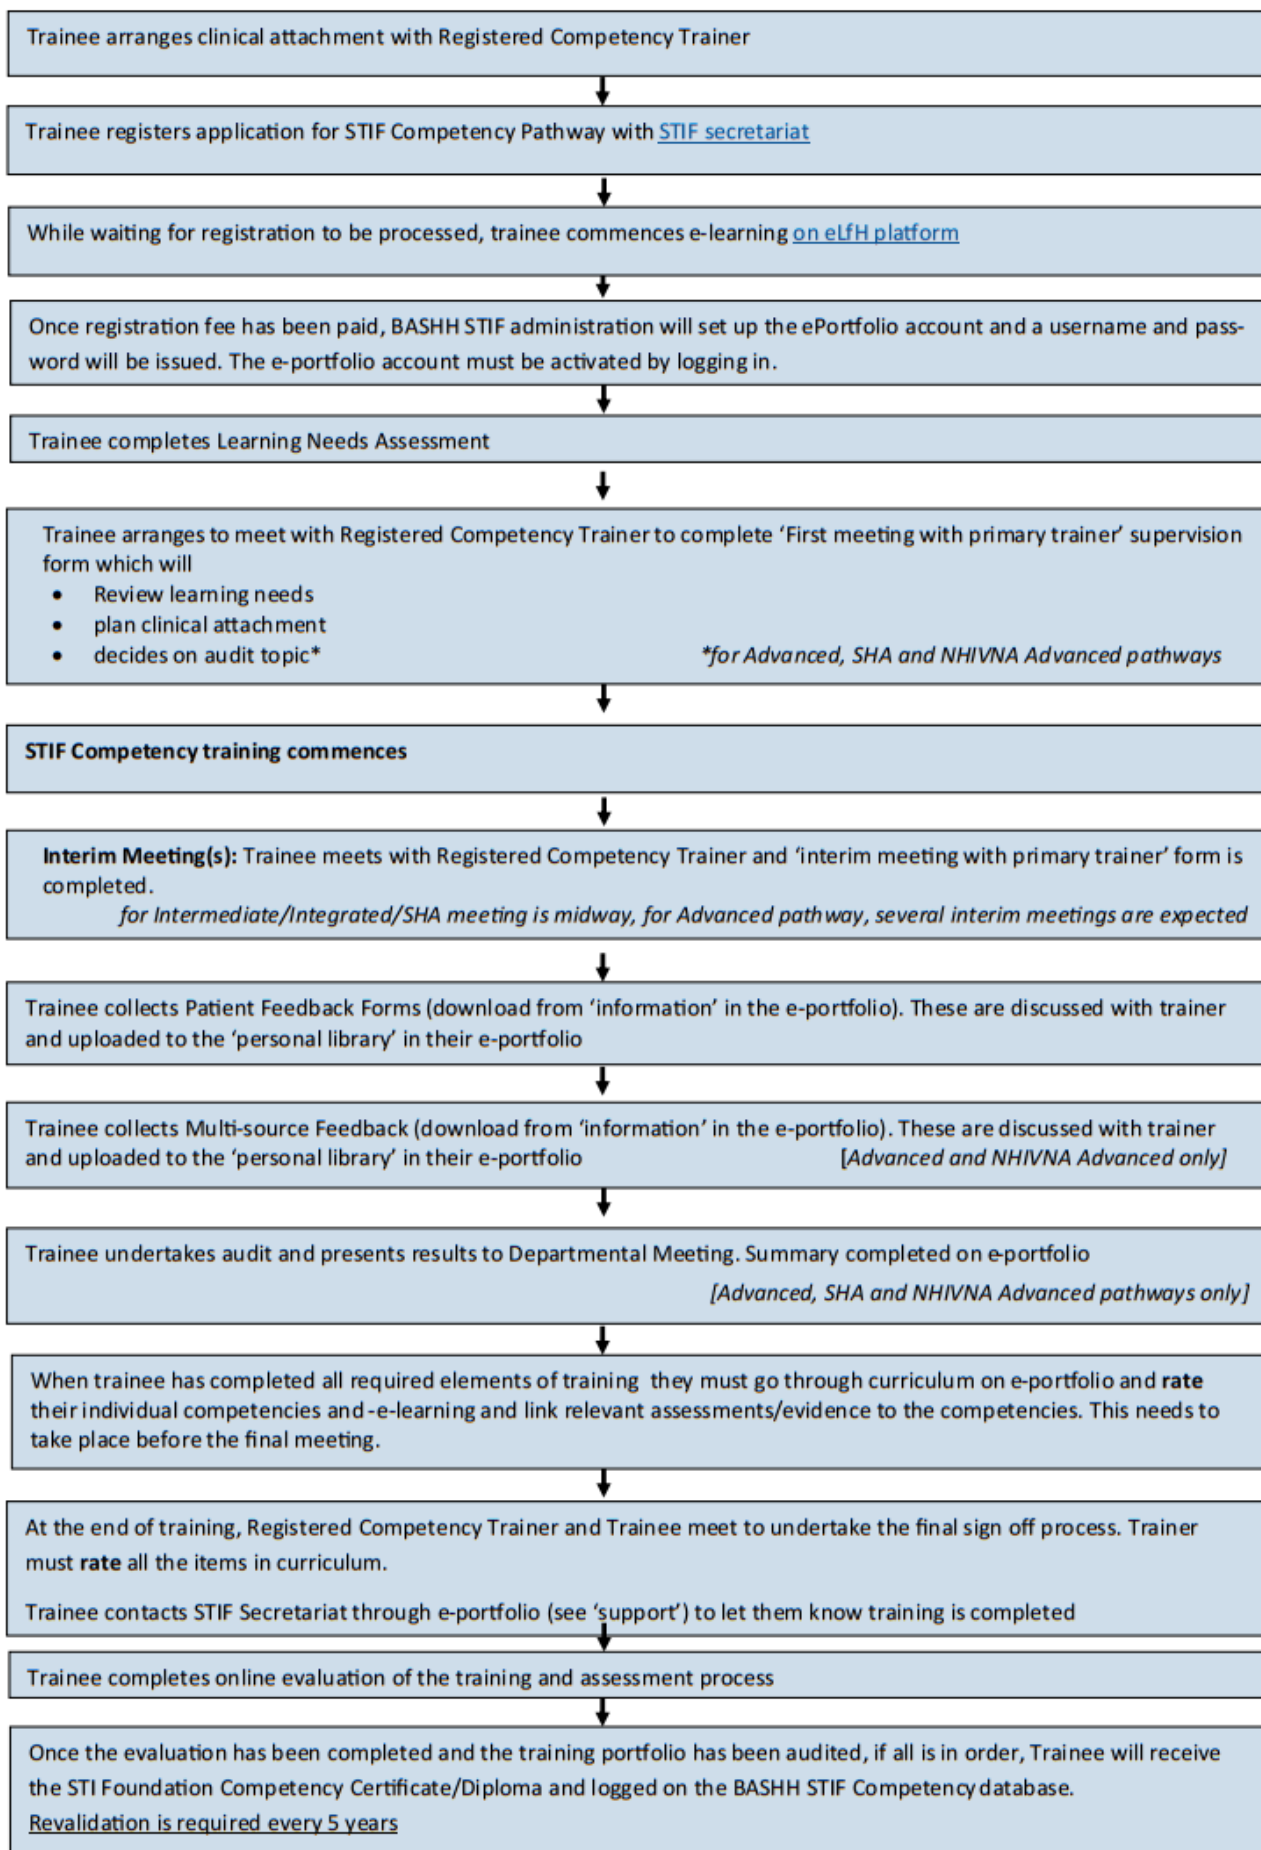 Trainee arranges clinical attachment with Registered Competency Trainer
Trainee registers application for STIF Competency Pathway with STIF secretariat
While waiting for registration to be processed, trainee commences e-learning on eLfH platform
Once registration fee has been paid, BASHH STIF administration will set up the ePortfolio account and a username and pass-
word will be issued. The e-portfolio account must be activated by logging in.
Trainee completes Learning Needs Assessment
Trainee arranges to meet with Registered Competency Trainer to complete ‘First meeting with primary trainer’ supervision
form which will
• Review learning needs
• plan clinical attachment
• decides on audit topic* *for Advanced, SHA and NHIVNA Advanced pathways
STIF Competency training commences
Interim Meeting(s): Trainee meets with Registered Competency Trainer and ‘interim meeting with primary trainer’ form is
completed.
for Intermediate/Integrated/SHA meeting is midway, for Advanced pathway, several interim meetings are expected
Trainee collects Patient Feedback Forms (download from ‘information’ in the e-portfolio). These are discussed with trainer
and uploaded to the ‘personal library’ in their e-portfolio
Trainee collects Multi-source Feedback (download from ‘information’ in the e-portfolio). These are discussed with trainer
and uploaded to the ‘personal library’ in their e-portfolio [Advanced and NHIVNA Advanced only]
Trainee undertakes audit and presents results to Departmental Meeting. Summary completed on e-portfolio
[Advanced, SHA and NHIVNA Advanced pathways only]
When trainee has completed all required elements of training they must go through curriculum on e-portfolio and rate
their individual competencies and -e-learning and link relevant assessments/evidence to the competencies. This needs to
take place before the final meeting.
At the end of training, Registered Competency Trainer and Trainee meet to undertake the final sign off process. Trainer
must rate all the items in curriculum.
Trainee contacts STIF Secretariat through e-portfolio (see ‘support’) to let them know training is completed
Trainee completes online evaluation of the training and assessment process
Once the evaluation has been completed and the training portfolio has been audited, if all is in order, Trainee will receive
the STI Foundation Competency Certificate/Diploma and logged on the BASHH STIF Competency database.
Revalidation is required every 5 years